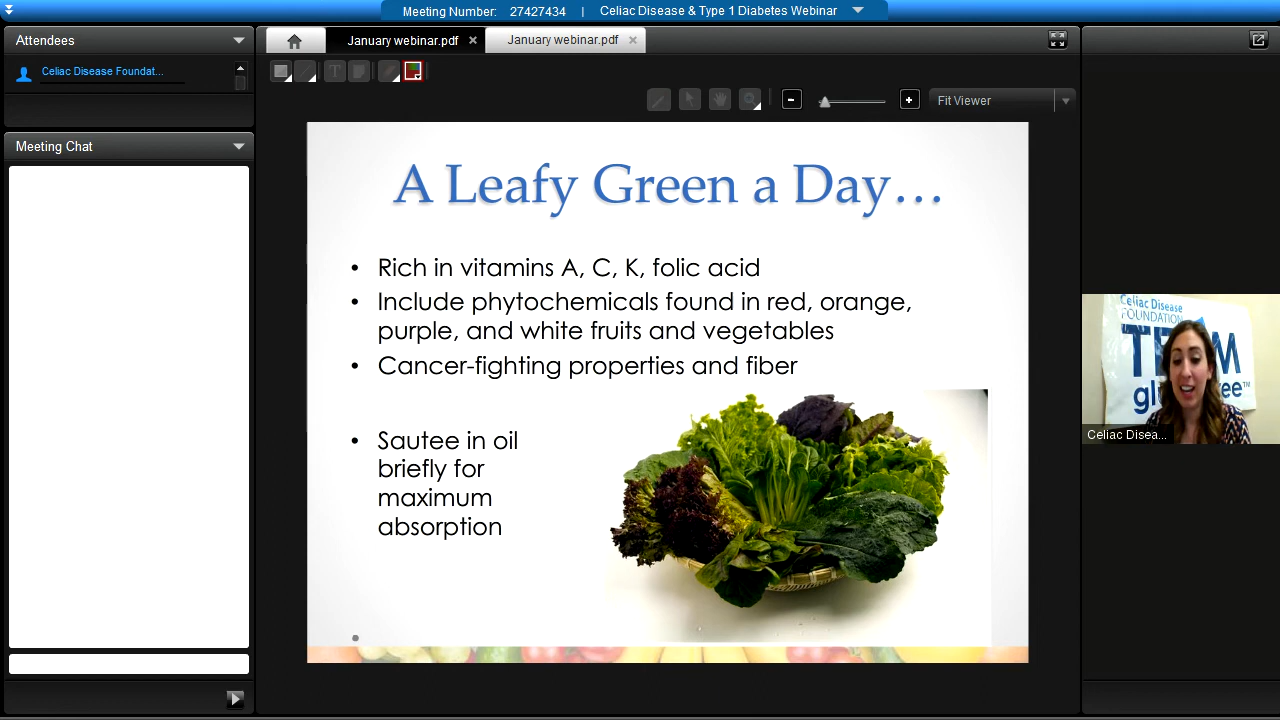 Meeting Number: 27427434 | Celiac Disease & Type 1 Diabetes Webinar
Attendees
Celiac Disease Foundat...
Meeting Chat
January webinar.pdf
January webinar.pdf
T
Fit Viewer
A Leafy Green a Day...
• Rich in vitamins A, C, K, folic acid
• Include phytochemicals found in red, orange,
purple, and white fruits and vegetables
• Cancer-fighting properties and fiber
• Sautee in oil
briefly for
maximum
absorption
Celiac Disease
FOUNDATION
Celiac Disea...